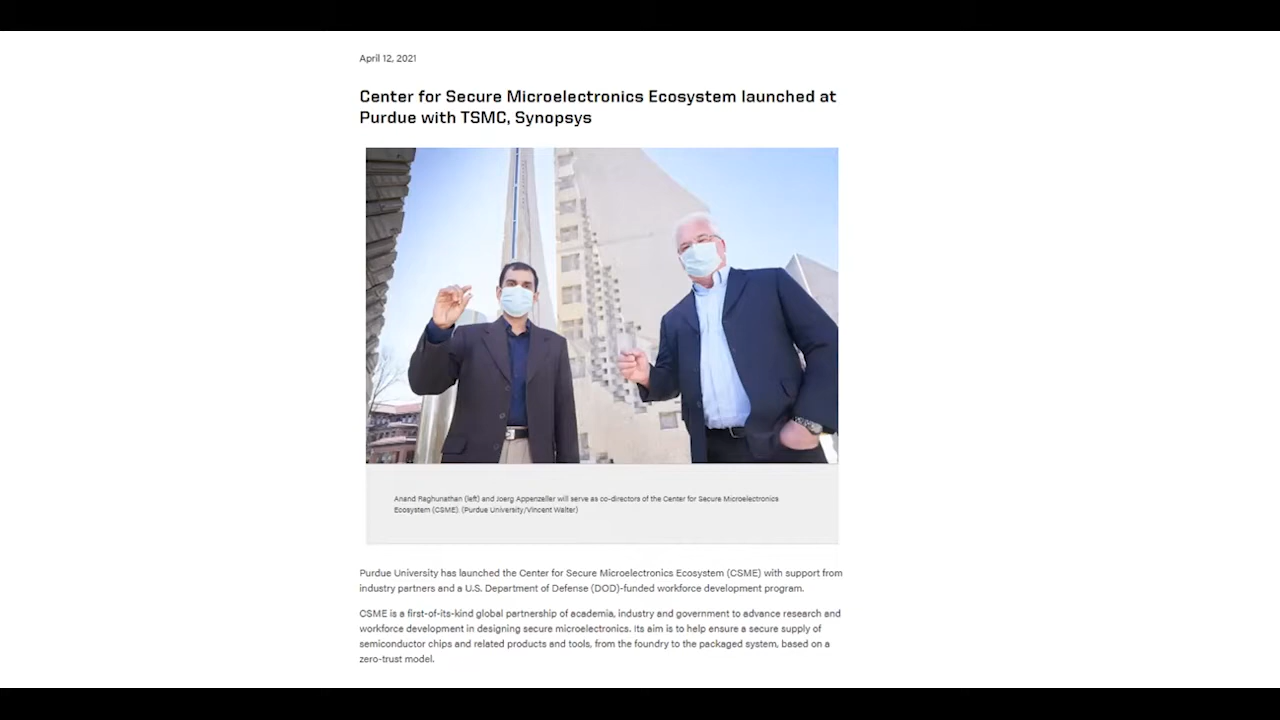 April 12, 2021
Center for Secure Microelectronics Ecosystem launched at
Purdue with TSMC, Synopsys
Anand Raghunathan (left) and Joerg Appenzeller will serve as co-directors of the Center for Secure Microelectronics
Ecosystem (CSME). (Purdue University/Vincent Walter)
Purdue University has launched the Center for Secure Microelectronics Ecosystem (CSME) with support from
industry partners and a U.S. Department of Defense (DOD)-funded workforce development program.
CSME is a first-of-its-kind global partnership of academia, industry and government to advance research and
workforce development in designing secure microelectronics. Its aim is to help ensure a secure supply of
semiconductor chips and related products and tools, from the foundry to the packaged system, based on a
zero-trust model.